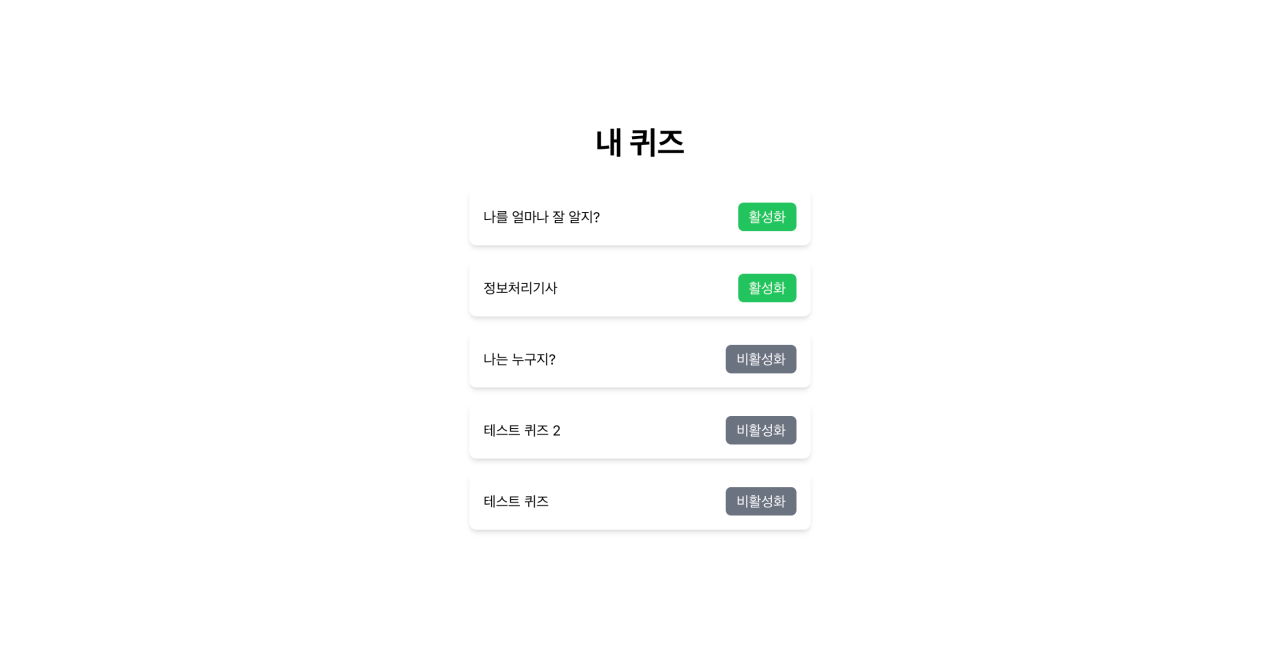 내 퀴즈
나를 얼마나 잘 알지? 활성화
정보처리기사 활성화
나는 누구지? 비활성화
테스트 퀴즈 2 비활성화
테스트 퀴즈 비활성화